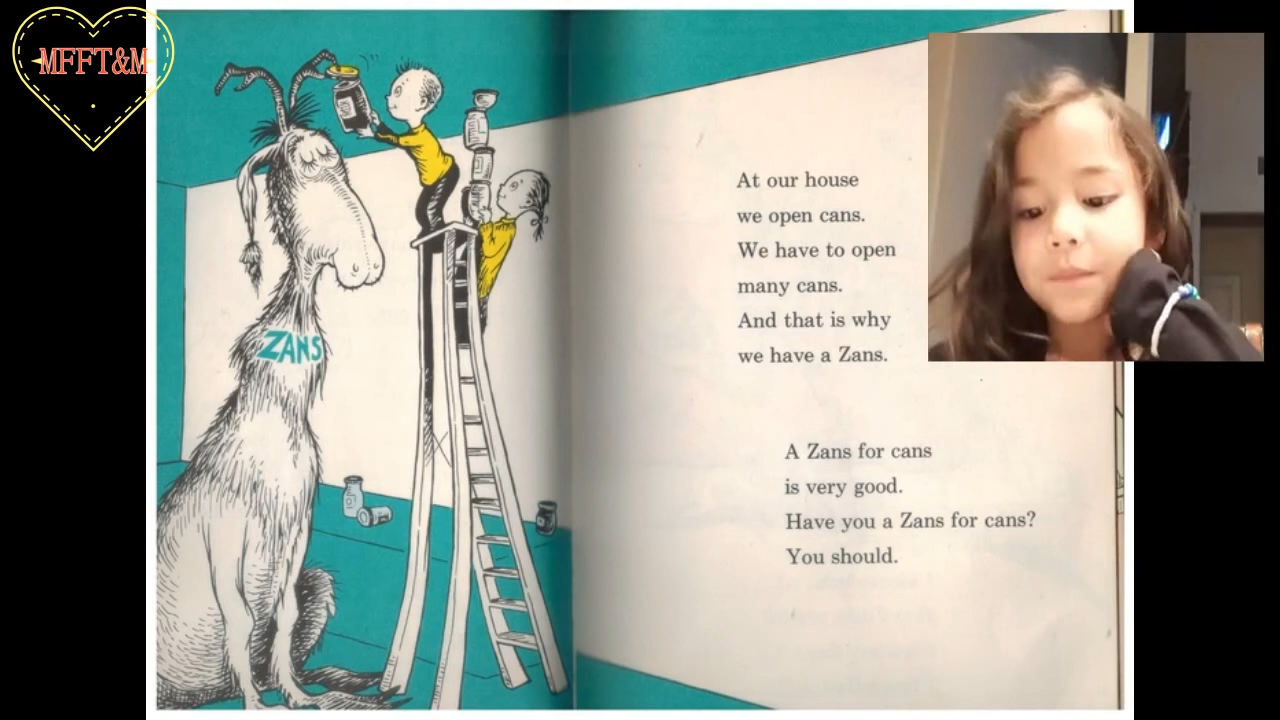 MFFT&M
ZANS
At our house
we open cans.
We have to open
many cans.
And that is why
we have a Zans.
A Zans for cans
is very good.
Have you a Zans for cans?
You should.